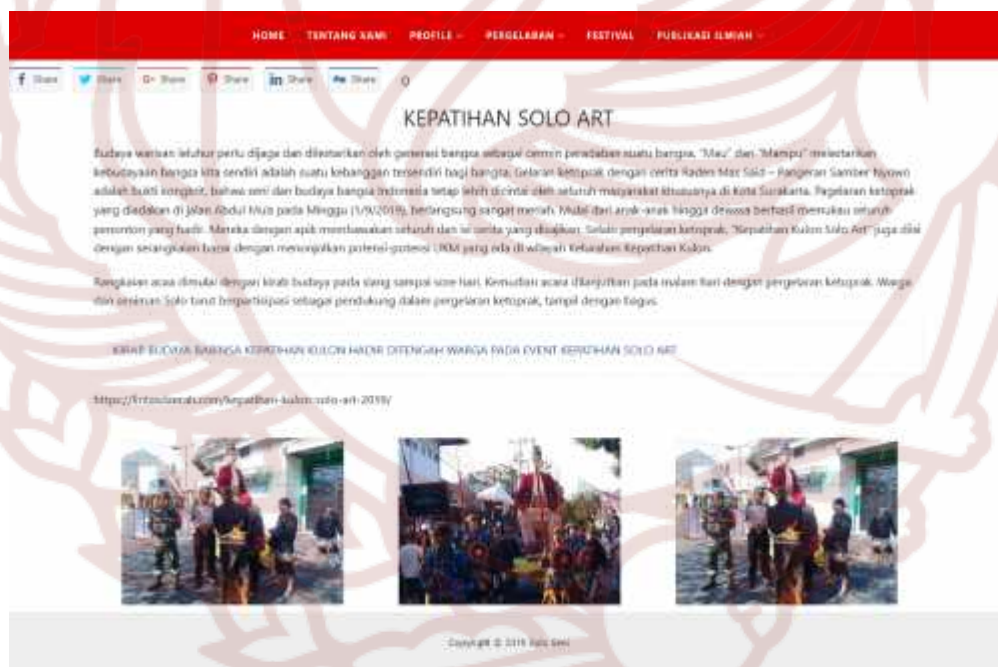 HOME TENTANG KAMI PROFILE PERGELARAN FESTIVAL PUBLIKASI ILMIAH
Share Share Share Share Share Share 0
KEPATIHAN SOLO ART
Budaya warisan leluhur perlu dijaga dan dilestarikan oleh generasi bangsa sebagai cermin peradaban suatu bangsa. "Mau" dan "Mampu" melestarikan
kebudayaan bangsa kita sendiri adalah suatu kebanggan tersendiri bagi bangsa. Gelaran ketoprak dengan cerita Raden Mas Said – Pangeran Samber Nyowo
adalah bukti kongkrit, bahwa seni dan budaya bangsa Indonesia tetap lebih dicintai oleh seluruh masyarakat khususnya di Kota Surakarta. Pagelaran ketoprak
yang diadakan di Jalan Abdul Muis pada Minggu (1/9/2019), berlangsung sangat meriah. Mulai dari anak-anak hingga dewasa berhasil memukau seluruh
penonton yang hadir. Mereka dengan apik membawakan seluruh dan isi cerita yang disajikan. Selain pergelaran ketoprak, "Kepatihan Kulon Solo Art" juga diisi
dengan serangkaian bazar dengan menonjolkan potensi-potensi UKM yang ada di wilayah Kelurahan Kepatihan Kulon.
Rangkaian acaa dimulai dengan kirab budaya pada siang sampai sore hari. Kemudian acara dilanjutkan pada malam hari dengan pergelaran ketoprak. Warga
dan seniman Solo turut berpartisipasi sebagai pendukung dalam pergelaran ketoprak, tampil dengan bagus.
KIRAB BUDAYA KEPATIHAN KULON HADIR DITENGAH WARGA PADA EVENT KEPATIHAN SOLO ART
Copyright © 2019 Solo Seni